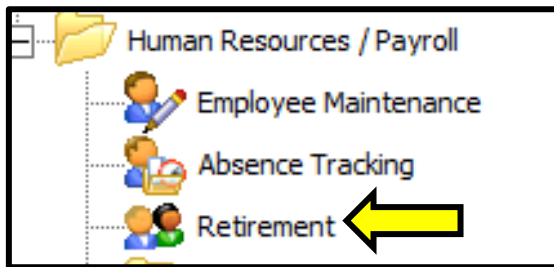 Human Resources / Payroll
Employee Maintenance
Absence Tracking
Retirement